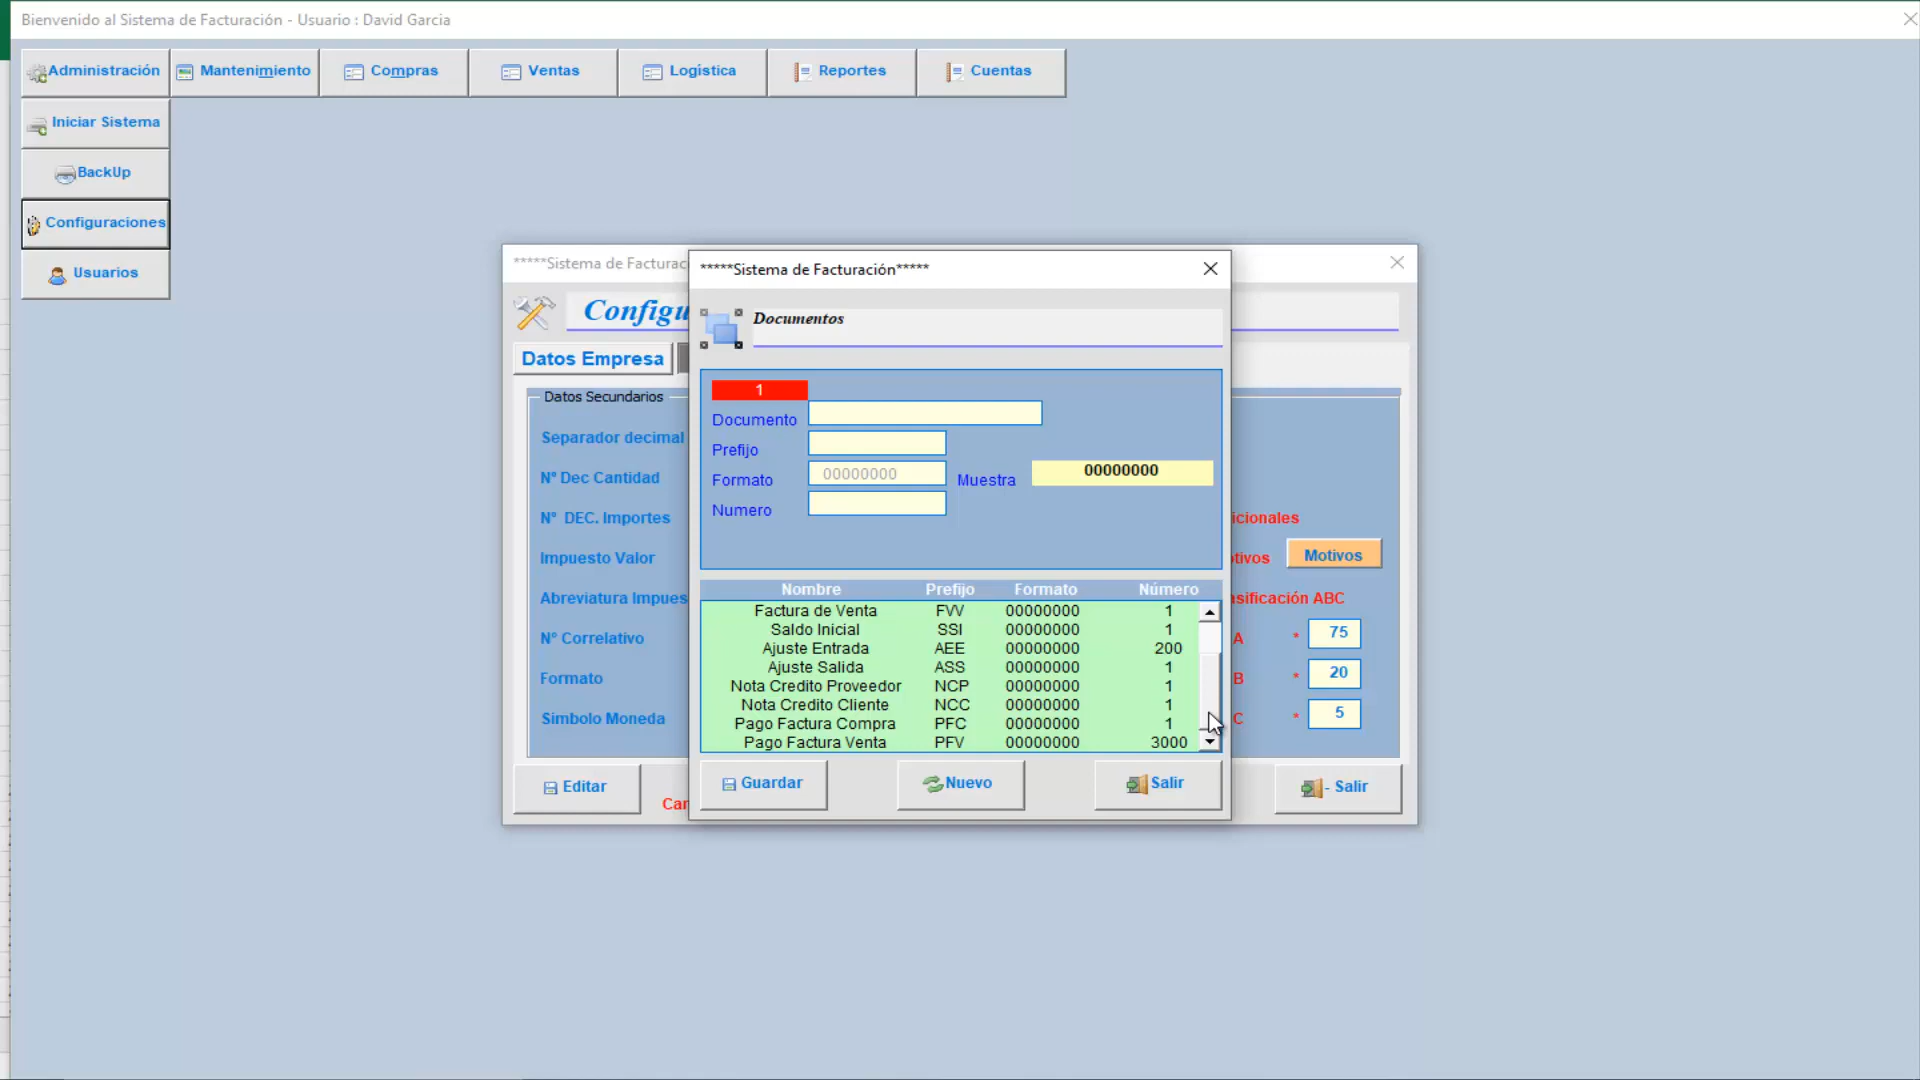 Bienvenido al Sistema de Facturación - Usuario : David Garcia
Administración Mantenimiento Compras Ventas Logística Reportes Cuentas
Iniciar Sistema
BackUp
Configuraciones
Usuarios
*****Sistema de Facturac
*****Sistema de Facturación*****
Configu
Documentos
Datos Empresa
Datos Secundarios
Separador decimal
Nº Dec Cantidad
Nº DEC. Importes
Impuesto Valor
Abreviatura Impues
Nº Correlativo
Formato
Simbolo Moneda
1
Documento
Prefijo
Formato 00000000 Muestra 00000000
Numero
Nombre Prefijo Formato Número
Factura de Venta FVV 00000000 1
Saldo Inicial SSI 00000000 1
Ajuste Entrada AEE 00000000 200
Ajuste Salida ASS 00000000 1
Nota Credito Proveedor NCP 00000000 1
Nota Credito Cliente NCC 00000000 1
Pago Factura Compra PFC 00000000 1
Pago Factura Venta PFV 00000000 3000
Guardar Nuevo Salir
icionales
tivos Motivos
sificación ABC
A * 75
B * 20
C * 5
Editar Car - Salir